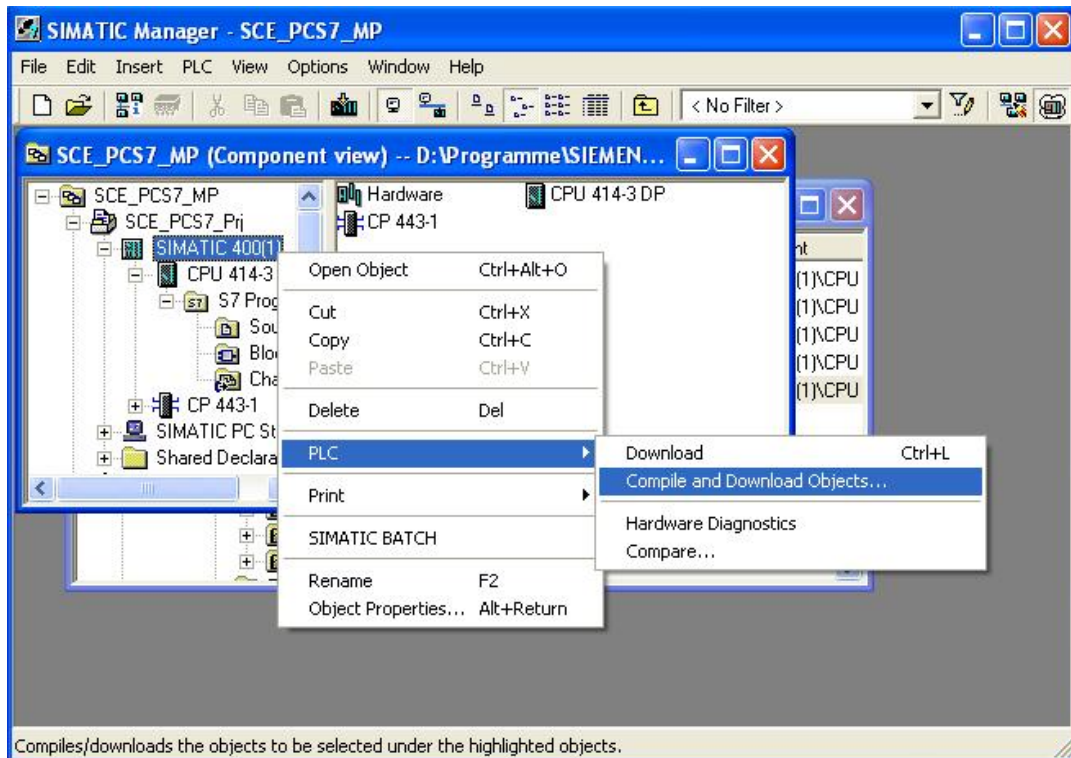 SIMATIC Manager - SCE_PCS7_MP
File Edit Insert PLC View Options Window Help
< No Filter >
SCE_PCS7_MP (Component view) -- D:\Programme\SIEMEN...
SCE_PCS7_MP
SCE_PCS7_Prj
SIMATIC 400(1)
CPU 414-3
S7 Prog
Sou
Blo
Cha
CP 443-1
SIMATIC PC St
Shared Declara
Hardware
CPU 414-3 DP
CP 443-1
nt
(1)\CPU
(1)\CPU
(1)\CPU
(1)\CPU
(1)\CPU
Open Object Ctrl+Alt+O
Cut Ctrl+X
Copy Ctrl+C
Paste Ctrl+V
Delete Del
PLC
Print
SIMATIC BATCH
Rename F2
Object Properties... Alt+Return
Download Ctrl+L
Compile and Download Objects...
Hardware Diagnostics
Compare...
Compiles/downloads the objects to be selected under the highlighted objects.